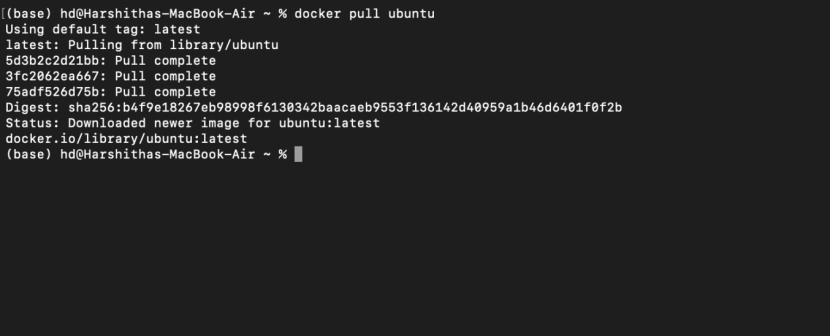 [(base) hd@Harshithas-MacBook-Air ~ % docker pull ubuntu
Using default tag: latest
latest: Pulling from library/ubuntu
5d3b2c2d21bb: Pull complete
3fc2062ea667: Pull complete
75adf526d75b: Pull complete
Digest: sha256:b4f9e18267eb98998f6130342baacaeb9553f136142d40959a1b46d6401f0f2b
Status: Downloaded newer image for ubuntu:latest
docker.io/library/ubuntu:latest
(base) hd@Harshithas-MacBook-Air ~ %